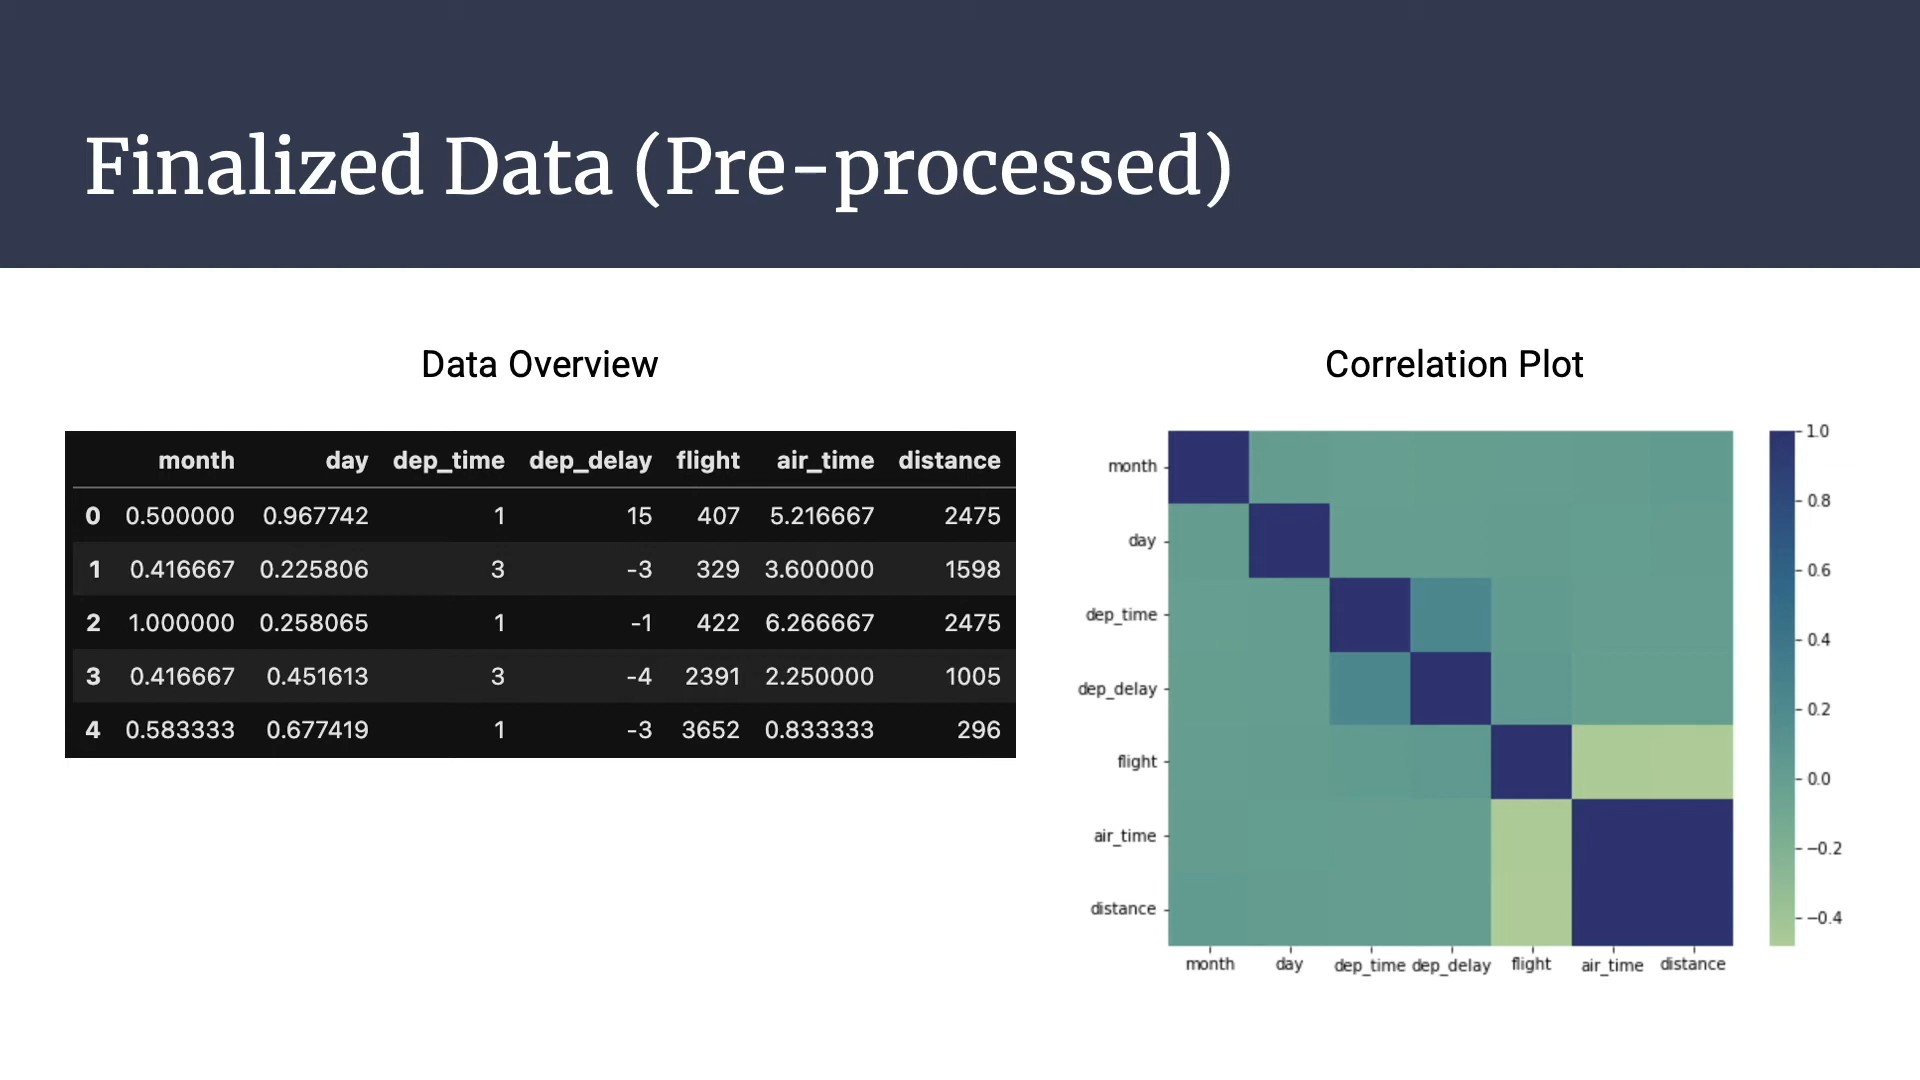 Finalized Data (Pre-processed)
Data Overview
month day dep_time dep_delay flight air_time distance
0 0.500000 0.967742 1 15 407 5.216667 2475
1 0.416667 0.225806 3 -3 329 3.600000 1598
2 1.000000 0.258065 1 -1 422 6.266667 2475
3 0.416667 0.451613 3 -4 2391 2.250000 1005
4 0.583333 0.677419 1 -3 3652 0.833333 296
Correlation Plot
month
day
dep_time
dep_delay
flight
air_time
distance
month day dep_time dep_delay flight air_time distance
1.0
0.8
0.6
0.4
0.2
0.0
−0.2
−0.4